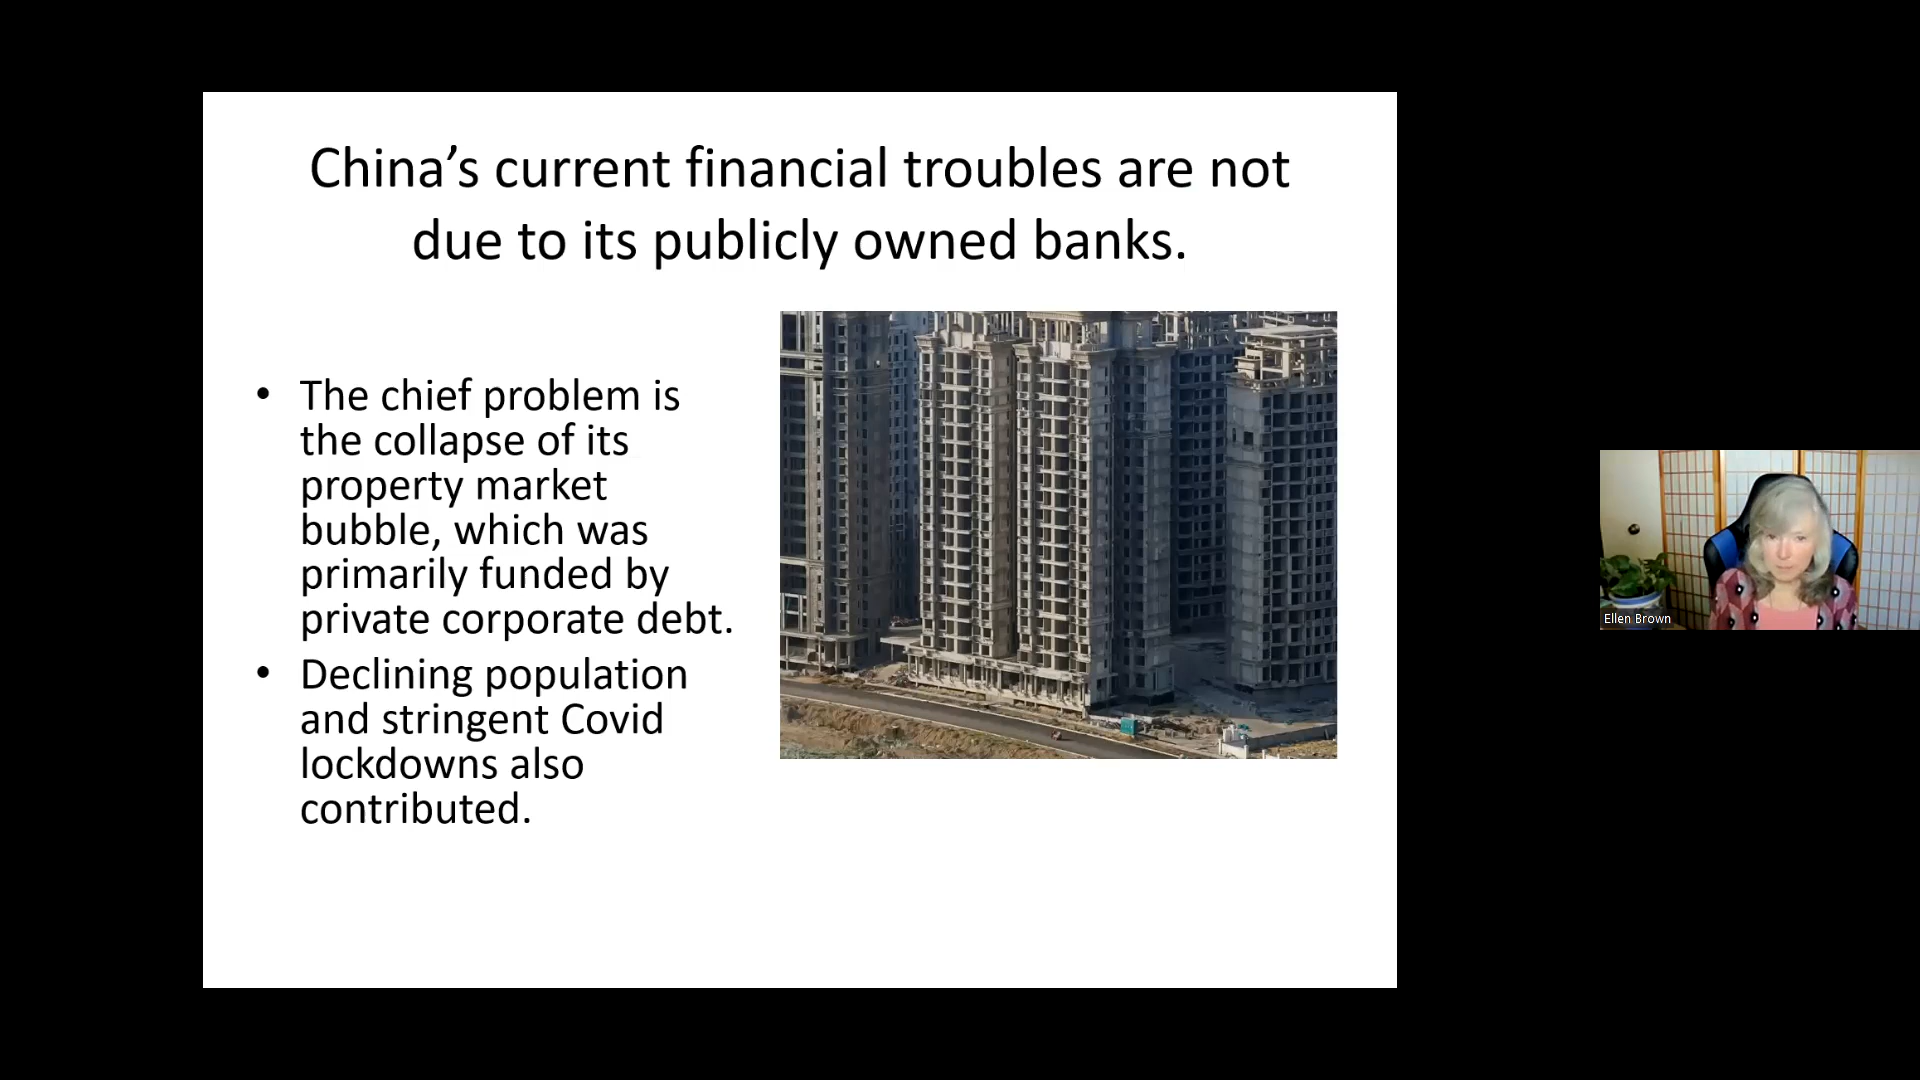 China’s current financial troubles are not
due to its publicly owned banks.
• The chief problem is
the collapse of its
property market
bubble, which was
primarily funded by
private corporate debt.
• Declining population
and stringent Covid
lockdowns also
contributed.
Ellen Brown